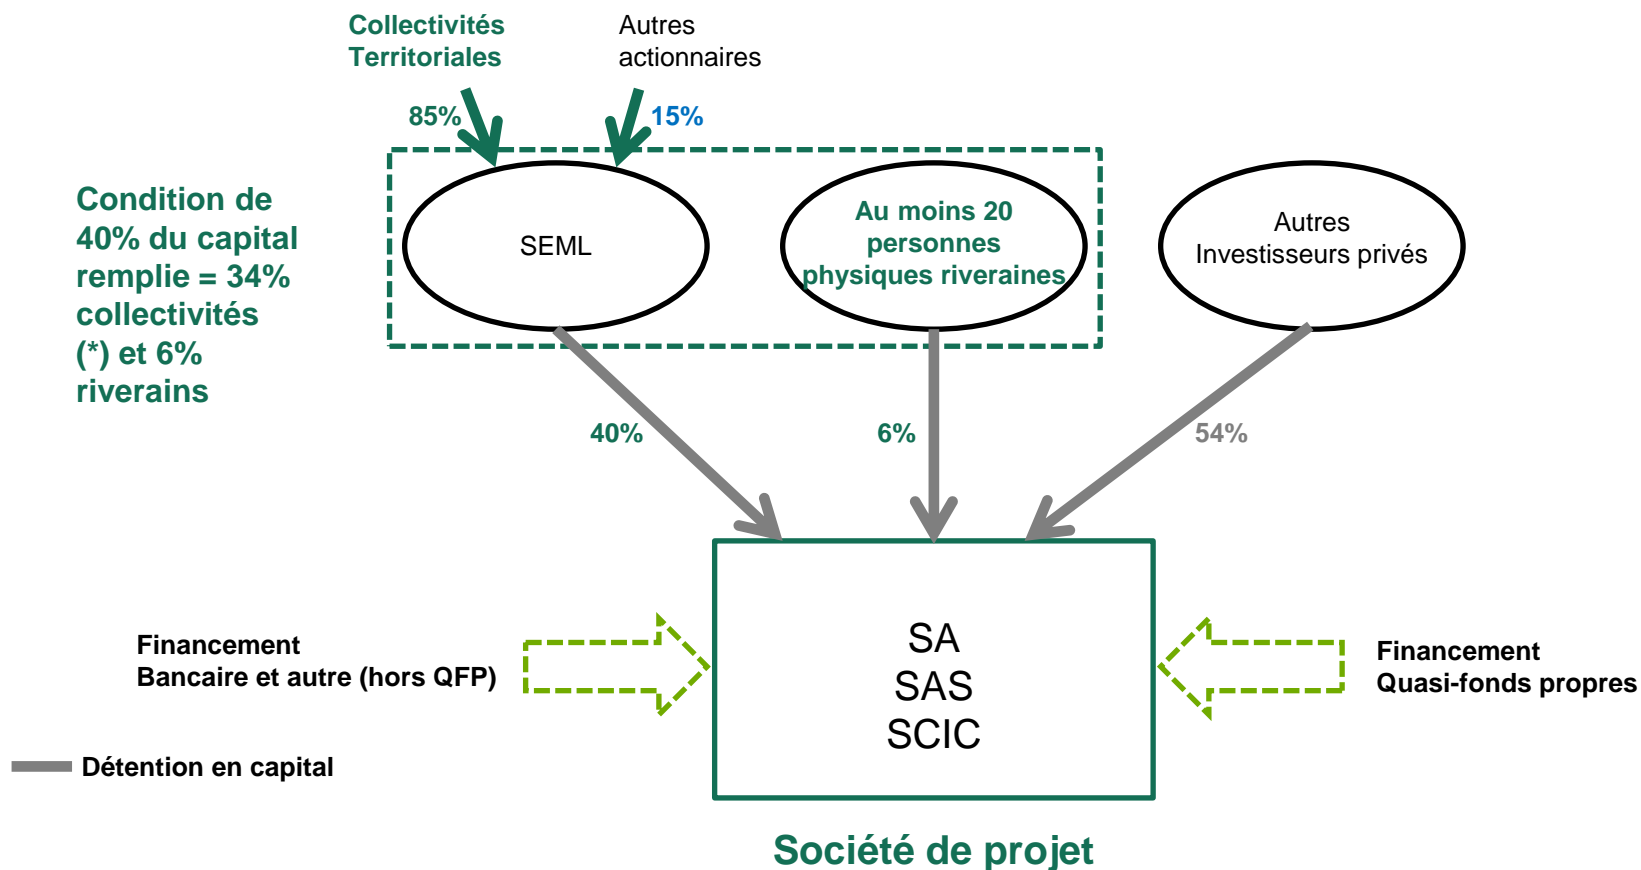 Collectivités
Territoriales
Autres
actionnaires
85%
15%
Condition de
40% du capital
remplie = 34%
collectivités
(*) et 6%
riverains
SEML
Au moins 20
personnes
physiques riveraines
Autres
Investisseurs privés
40%
6%
54%
SA
SAS
SCIC
Financement
Bancaire et autre (hors QFP)
Financement
Quasi-fonds propres
Détention en capital
Société de projet